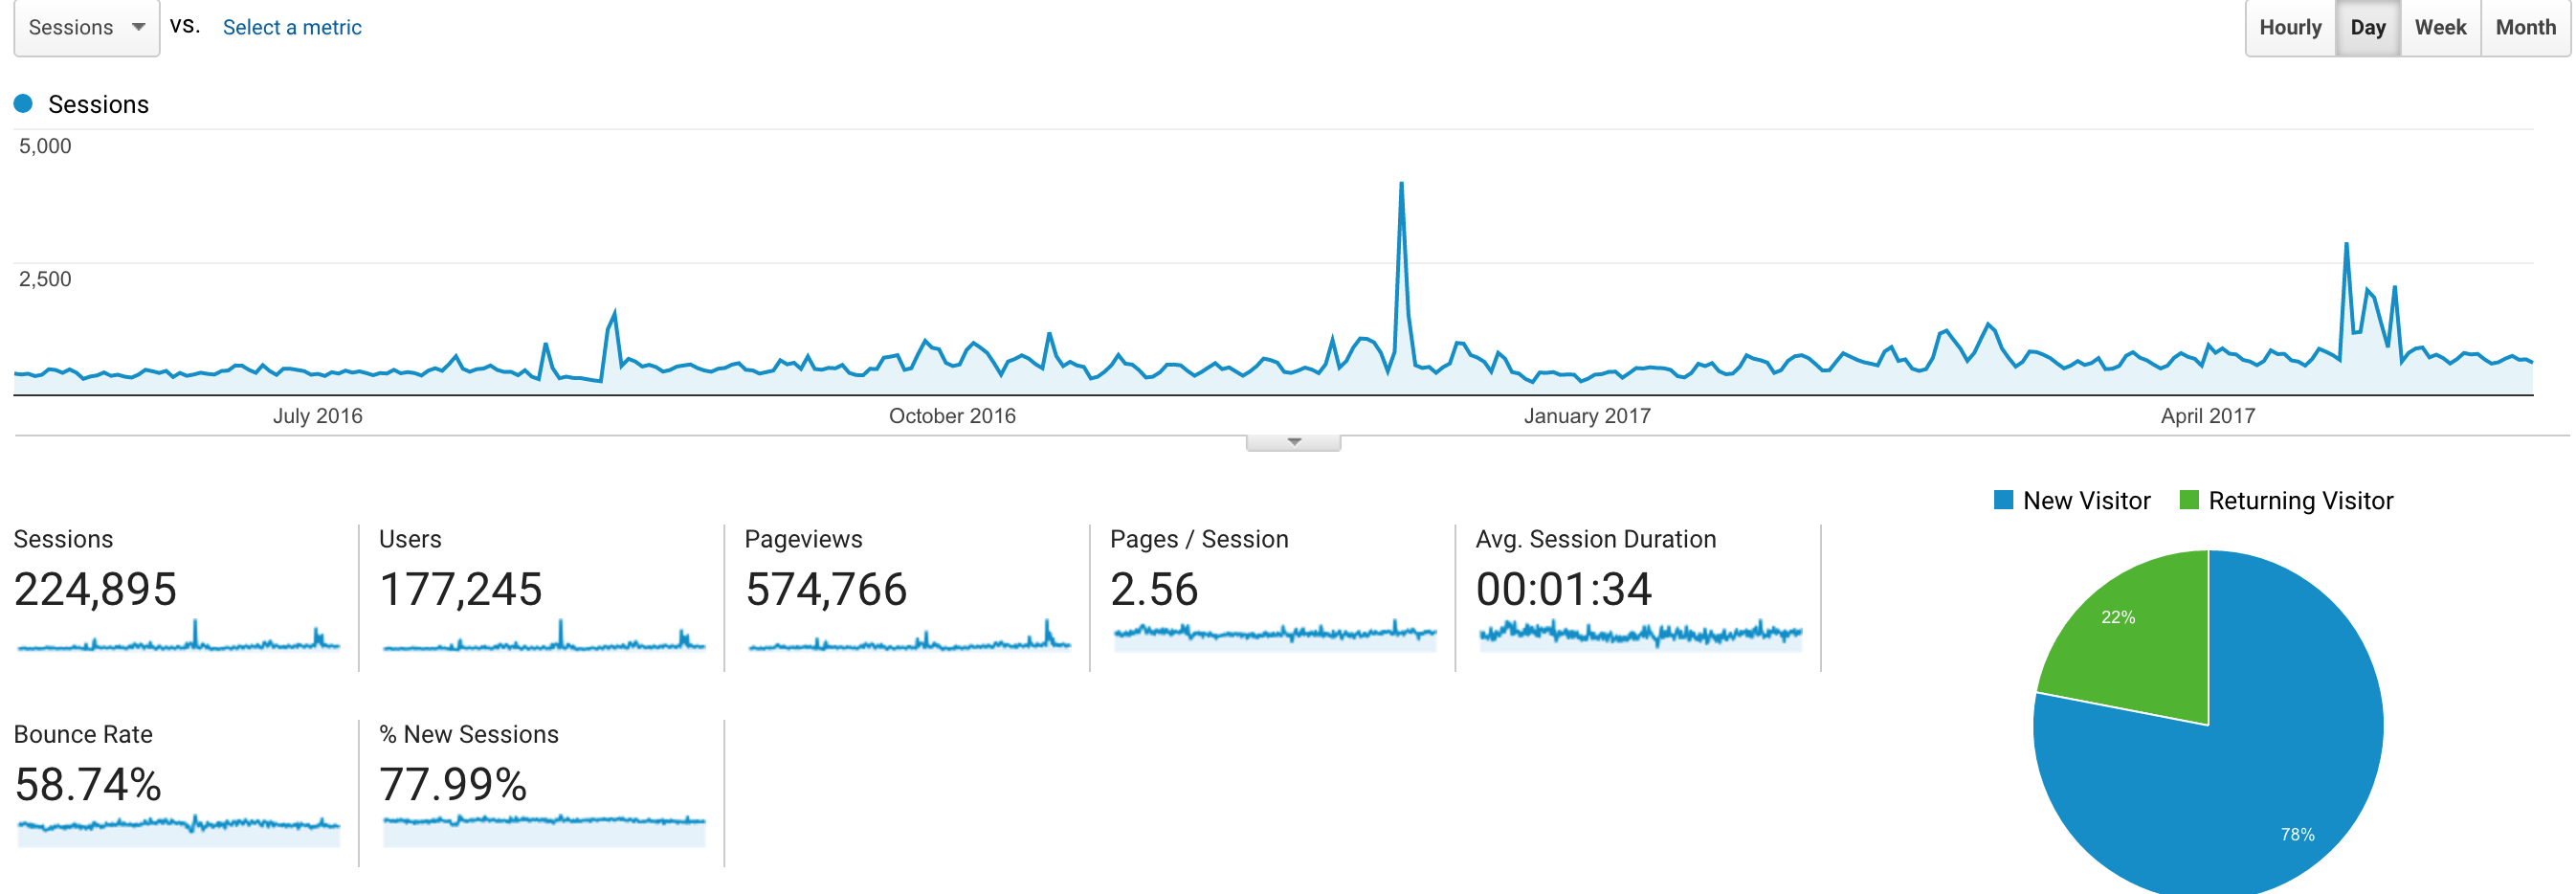 Sessions vs. Select a metric Hourly Day Week Month
Sessions
5,000
2,500
July 2016 October 2016 January 2017 April 2017
New Visitor Returning Visitor
Sessions Users Pageviews Pages / Session Avg. Session Duration
224,895 177,245 574,766 2.56 00:01:34
22%
Bounce Rate % New Sessions
58.74% 77.99%
78%